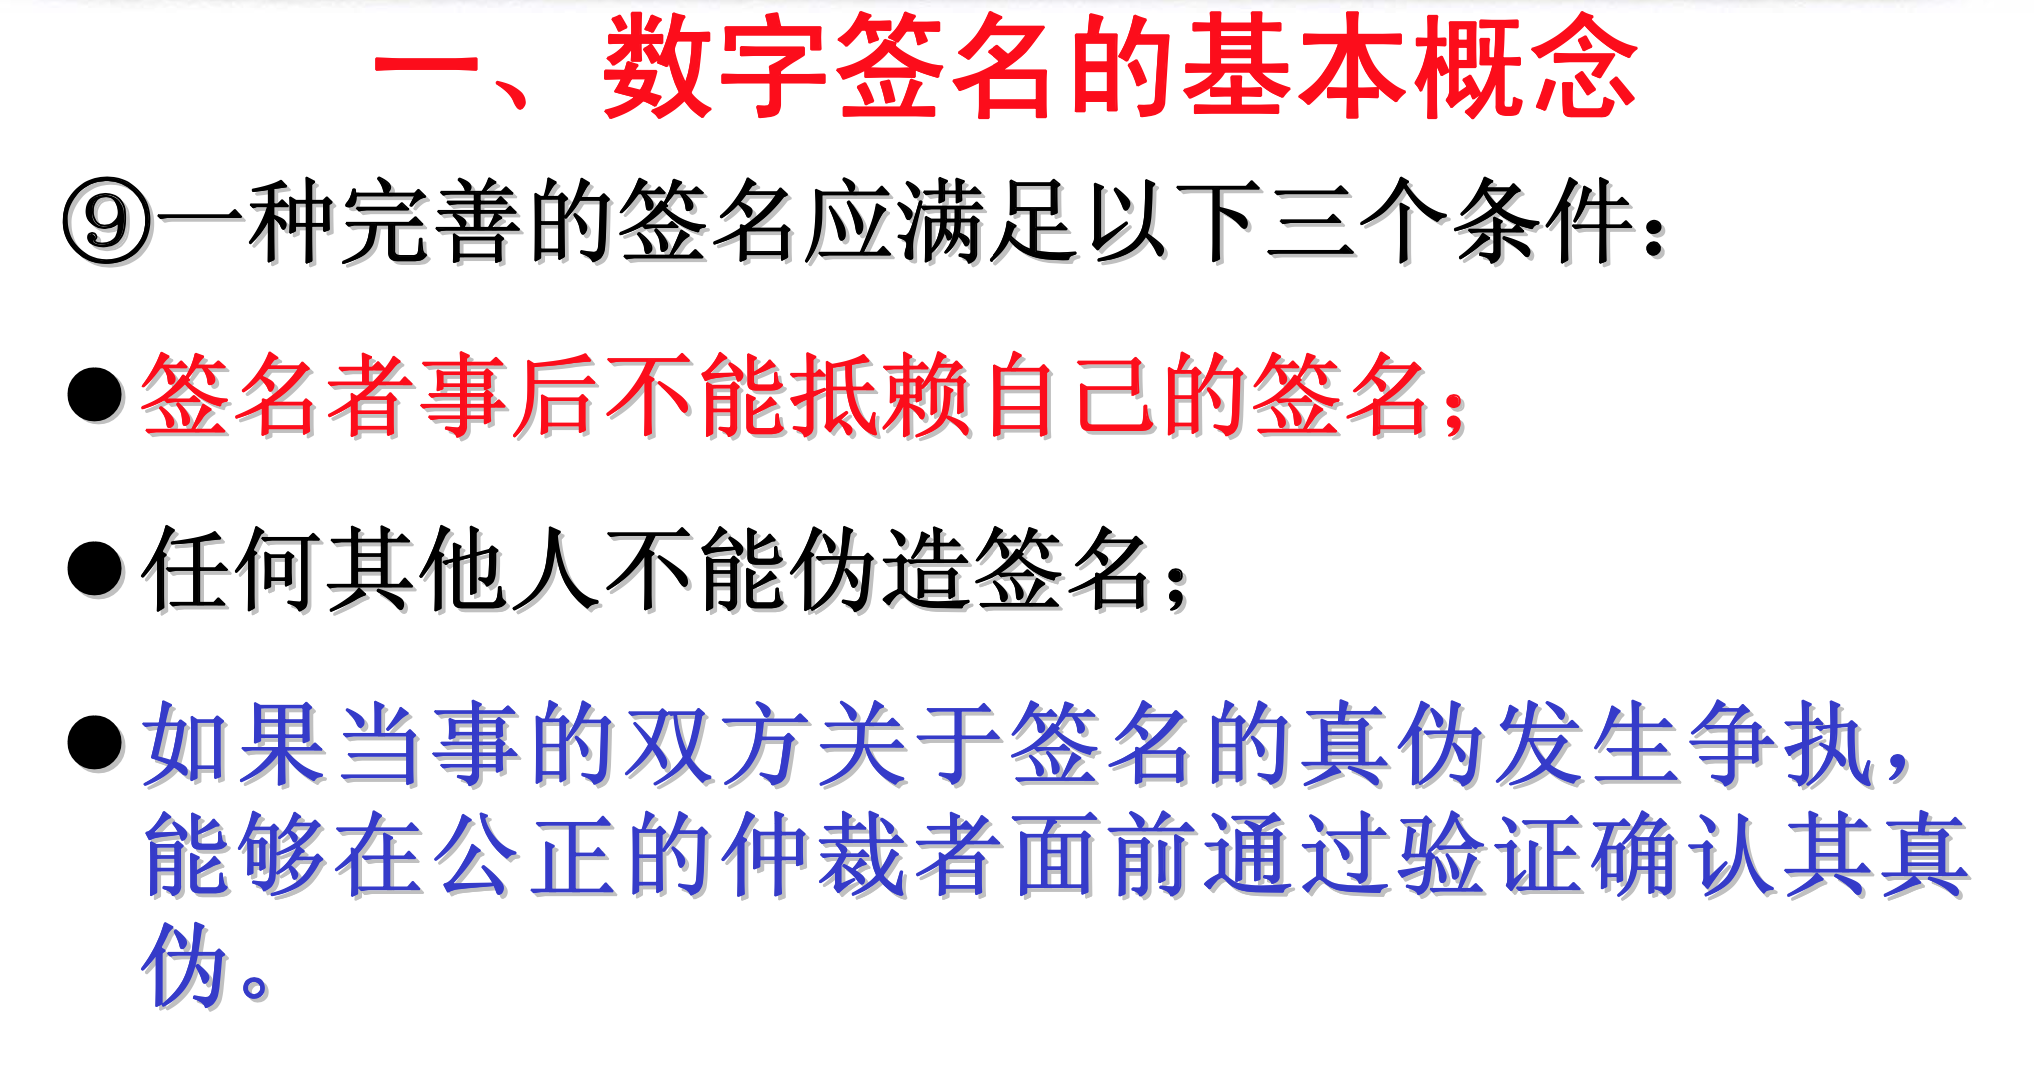 一、数字签名的基本概念
⑨一种完善的签名应满足以下三个条件：
●签名者事后不能抵赖自己的签名；
●任何其他人不能伪造签名；
●如果当事的双方关于签名的真伪发生争执，
能够在公正的仲裁者面前通过验证确认其真
伪。